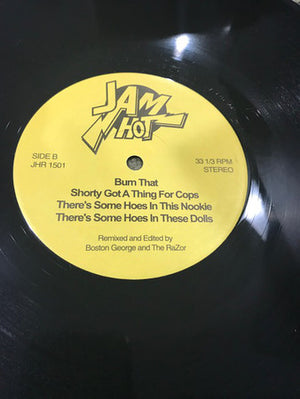 JAM
HOT
SIDE B
JHR 1501
33 1/3 RPM
STEREO
Burn That
Shorty Got A Thing For Cops
There's Some Hoes In This Nookie
There's Some Hoes In These Dolls
Remixed and Edited by
Boston George and The RaZor